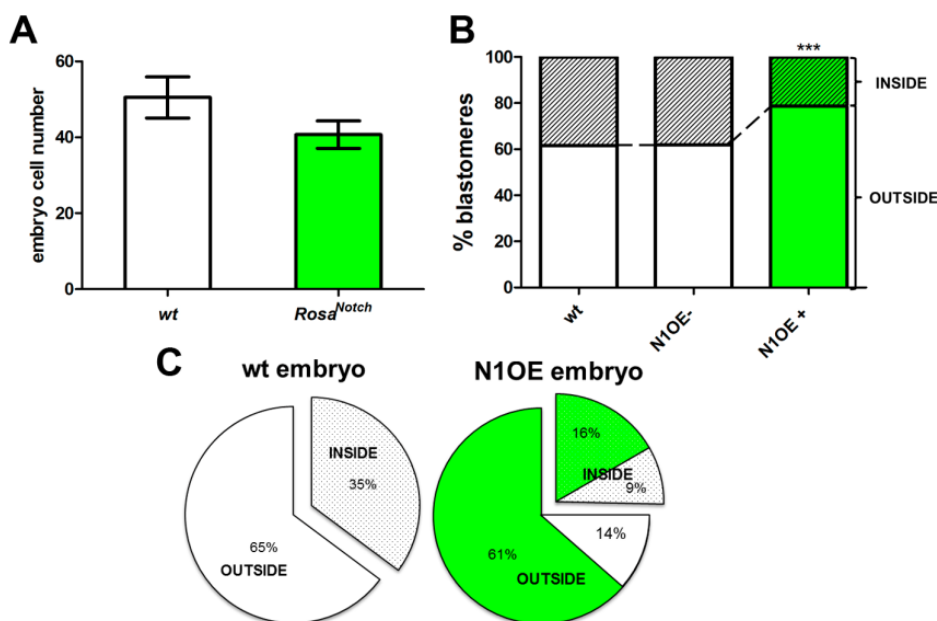 A
embryo cell number
60
40
20
0
wt
RosaNotch
B
% blastomeres
100
80
60
40
20
0
***
INSIDE
OUTSIDE
wt
N1OE-
N1OE +
C
wt embryo
INSIDE
35%
65%
OUTSIDE
N1OE embryo
16%
INSIDE
9%
14%
61%
OUTSIDE